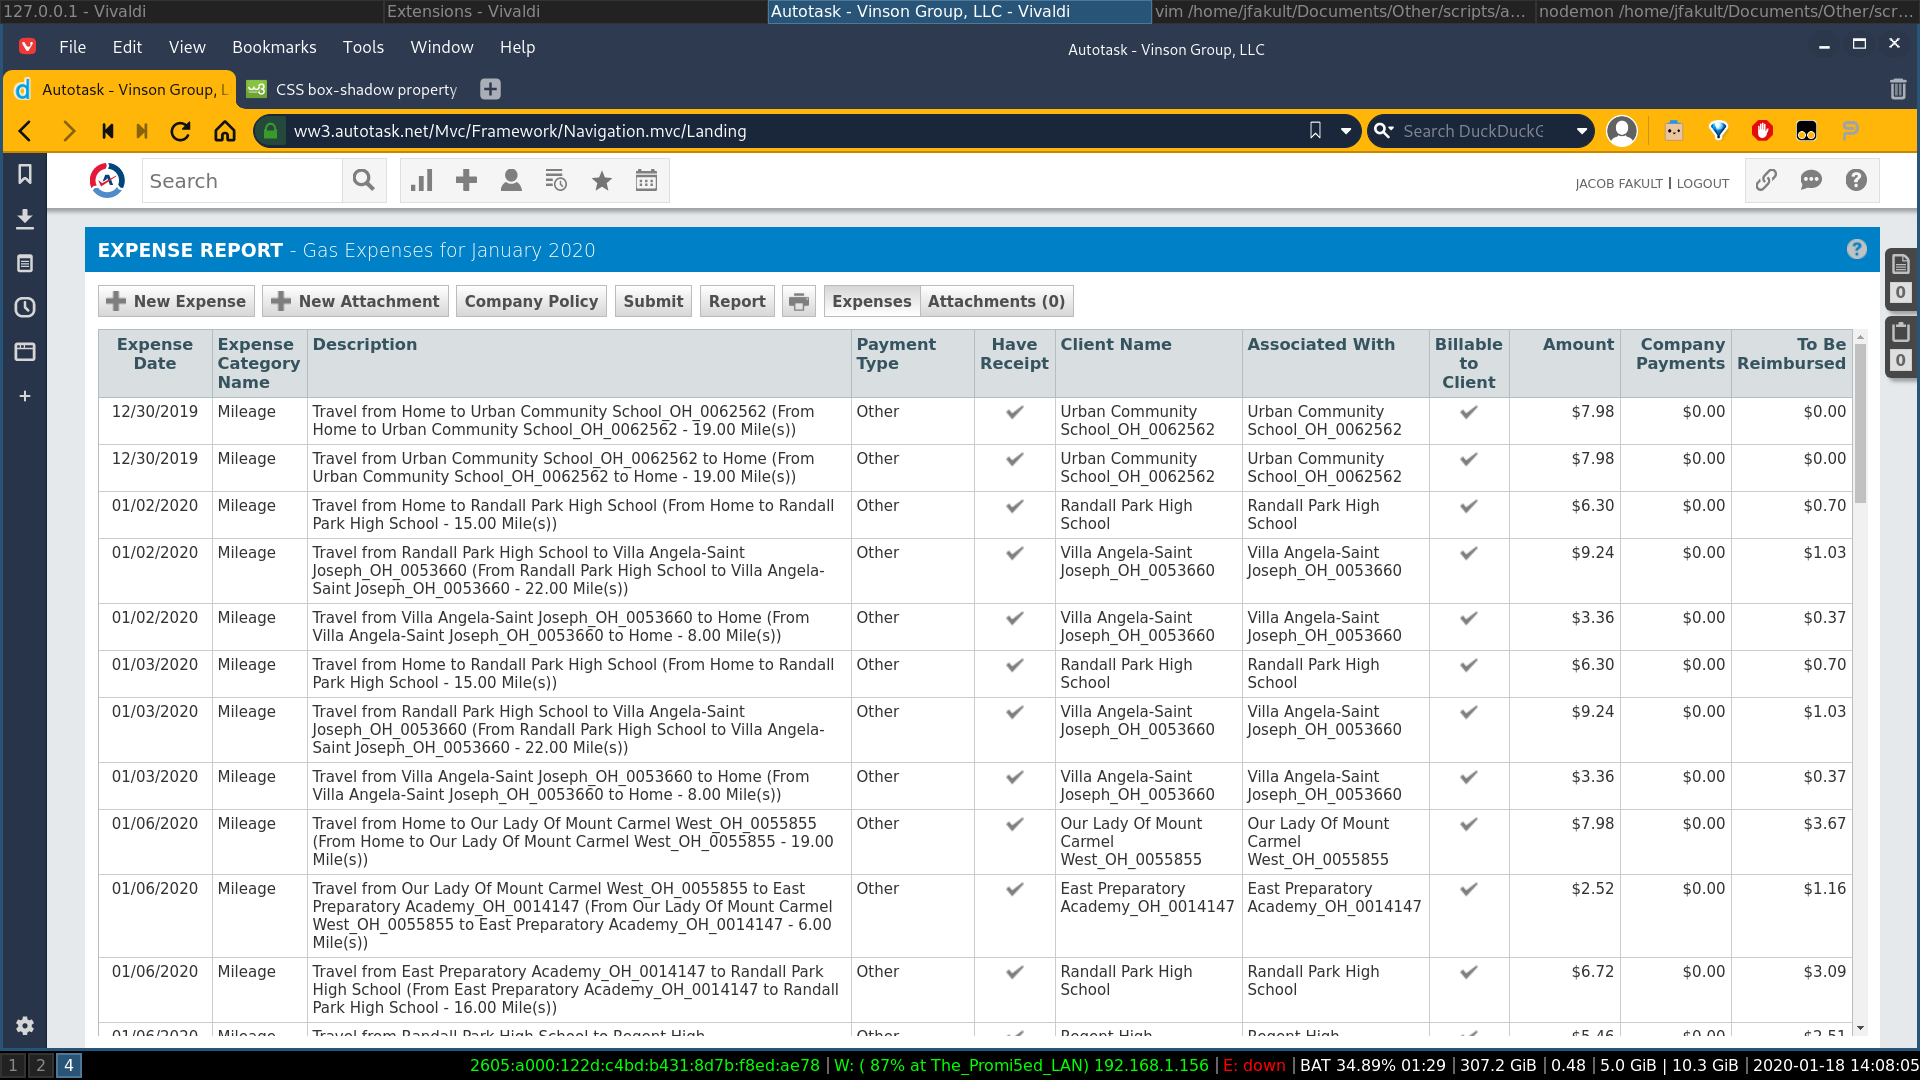 127.0.0.1 - Vivaldi
Extensions - Vivaldi
Autotask - Vinson Group, LLC - Vivaldi
vim /home/jfakult/Documents/Other/scripts/a...
nodemon /home/jfakult/Documents/Other/scr...
File Edit View Bookmarks Tools Window Help
Autotask - Vinson Group, LLC
Autotask - Vinson Group, L
CSS box-shadow property
ww3.autotask.net/Mvc/Framework/Navigation.mvc/Landing
Search DuckDuckG
Search
JACOB FAKULT | LOGOUT
EXPENSE REPORT - Gas Expenses for January 2020
New Expense
New Attachment
Company Policy
Submit
Report
Expenses
Attachments (0)
0
0
Expense Date
Expense Category Name
Description
Payment Type
Have Receipt
Client Name
Associated With
Billable to Client
Amount
Company Payments
To Be Reimbursed
12/30/2019 Mileage Travel from Home to Urban Community School_OH_0062562 (From Other Urban Community Urban Community $7.98 $0.00 $0.00
Home to Urban Community School_OH_0062562 - 19.00 Mile(s)) School_OH_0062562 School_OH_0062562
12/30/2019 Mileage Travel from Urban Community School_OH_0062562 to Home (From Other Urban Community Urban Community $7.98 $0.00 $0.00
Urban Community School_OH_0062562 to Home - 19.00 Mile(s)) School_OH_0062562 School_OH_0062562
01/02/2020 Mileage Travel from Home to Randall Park High School (From Home to Randall Other Randall Park High Randall Park High $6.30 $0.00 $0.70
Park High School - 15.00 Mile(s)) School School
01/02/2020 Mileage Travel from Randall Park High School to Villa Angela-Saint Other Villa Angela-Saint Villa Angela-Saint $9.24 $0.00 $1.03
Joseph_OH_0053660 (From Randall Park High School to Villa Angela- Joseph_OH_0053660 Joseph_OH_0053660
Saint Joseph_OH_0053660 - 22.00 Mile(s))
01/02/2020 Mileage Travel from Villa Angela-Saint Joseph_OH_0053660 to Home (From Other Villa Angela-Saint Villa Angela-Saint $3.36 $0.00 $0.37
Villa Angela-Saint Joseph_OH_0053660 to Home - 8.00 Mile(s)) Joseph_OH_0053660 Joseph_OH_0053660
01/03/2020 Mileage Travel from Home to Randall Park High School (From Home to Randall Other Randall Park High Randall Park High $6.30 $0.00 $0.70
Park High School - 15.00 Mile(s)) School School
01/03/2020 Mileage Travel from Randall Park High School to Villa Angela-Saint Other Villa Angela-Saint Villa Angela-Saint $9.24 $0.00 $1.03
Joseph_OH_0053660 (From Randall Park High School to Villa Angela- Joseph_OH_0053660 Joseph_OH_0053660
Saint Joseph_OH_0053660 - 22.00 Mile(s))
01/03/2020 Mileage Travel from Villa Angela-Saint Joseph_OH_0053660 to Home (From Other Villa Angela-Saint Villa Angela-Saint $3.36 $0.00 $0.37
Villa Angela-Saint Joseph_OH_0053660 to Home - 8.00 Mile(s)) Joseph_OH_0053660 Joseph_OH_0053660
01/06/2020 Mileage Travel from Home to Our Lady Of Mount Carmel West_OH_0055855 Other Our Lady Of Mount Our Lady Of Mount $7.98 $0.00 $3.67
(From Home to Our Lady Of Mount Carmel West_OH_0055855 - 19.00 Carmel Carmel
Mile(s)) West_OH_0055855 West_OH_0055855
01/06/2020 Mileage Travel from Our Lady Of Mount Carmel West_OH_0055855 to East Other East Preparatory East Preparatory $2.52 $0.00 $1.16
Preparatory Academy_OH_0014147 (From Our Lady Of Mount Carmel Academy_OH_0014147 Academy_OH_0014147
West_OH_0055855 to East Preparatory Academy_OH_0014147 - 6.00
Mile(s))
01/06/2020 Mileage Travel from East Preparatory Academy_OH_0014147 to Randall Park Other Randall Park High Randall Park High $6.72 $0.00 $3.09
High School (From East Preparatory Academy_OH_0014147 to Randall School School
Park High School - 16.00 Mile(s))
01/06/2020 Mileage Travel from Randall Park High School to Regent High Other Regent High Regent High $5.46 $0.00 $2.51
1 2 4
2605:a000:122d:c4bd:b431:8d7b:f8ed:ae78 | W: ( 87% at The_Promi5ed_LAN) 192.168.1.156 | E: down | BAT 34.89% 01:29 | 307.2 GiB | 0.48 | 5.0 GiB | 10.3 GiB | 2020-01-18 14:08:05